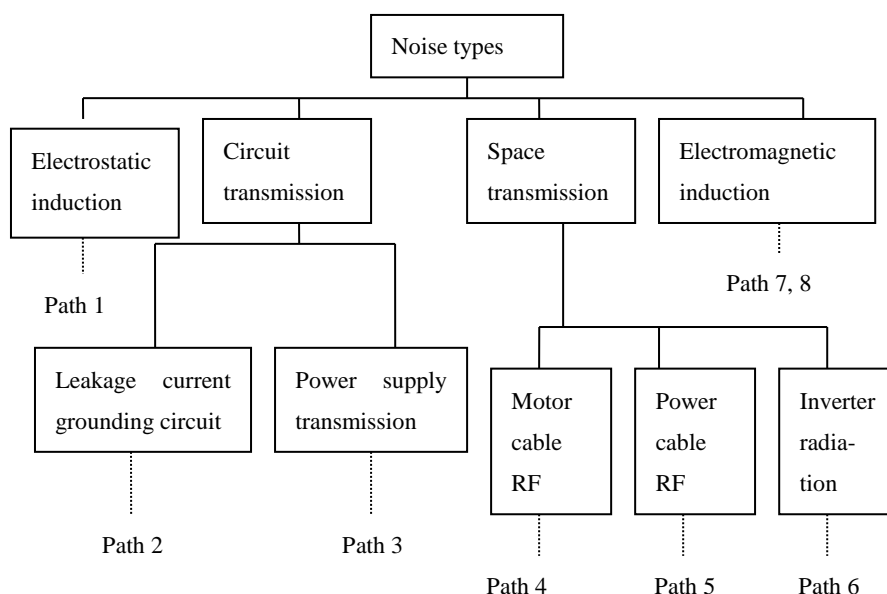 Noise types
Electrostatic
induction
Circuit
transmission
Space
transmission
Electromagnetic
induction
Path 1
Path 7, 8
Leakage current
grounding circuit
Power supply
transmission
Motor
cable
RF
Power
cable
RF
Inverter
radia-
tion
Path 2
Path 3
Path 4
Path 5
Path 6